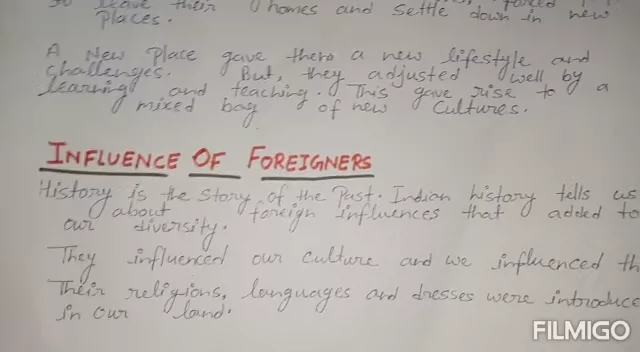 to leave their homes and settle down in new
places.
A New Place gave them a new lifestyle and
challenges. But, they adjusted well by
learning and teaching. This gave rise to a
mixed bag of new cultures.
INFLUENCE OF FOREIGNERS
History is the story of the Past. Indian history tells us
about foreign influences that added to
our diversity.
They influenced our culture and we influenced th
Their religions, languages and dresses were introduce
in our land.
FILMIGO